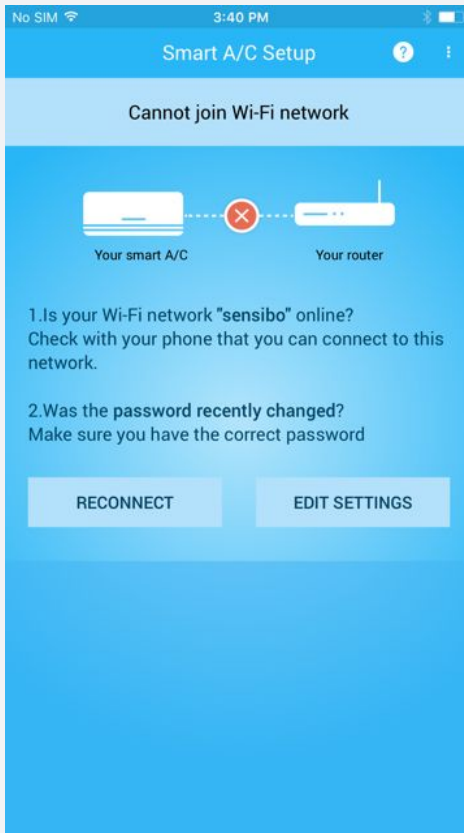 No SIM 3:40 PM
Smart A/C Setup ?
Cannot join Wi-Fi network
Your smart A/C Your router
1.Is your Wi-Fi network "sensibo" online?
Check with your phone that you can connect to this
network.
2.Was the password recently changed?
Make sure you have the correct password
RECONNECT EDIT SETTINGS